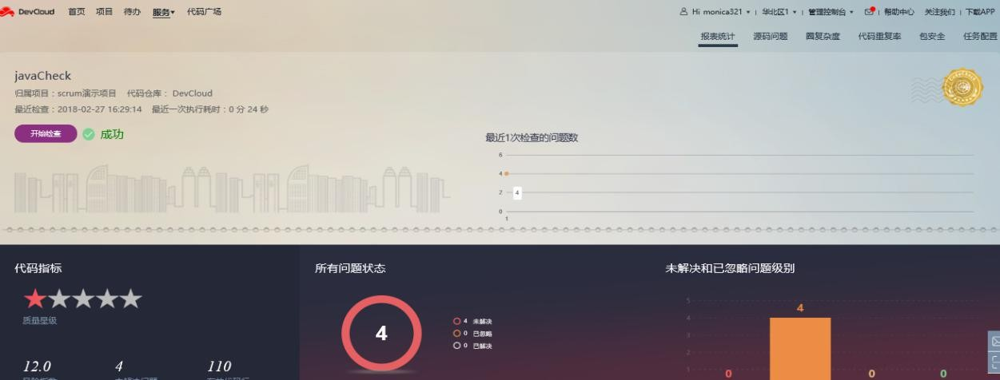 DevCloud 首页 项目 待办 服务 代码广场 Hi monica321 华北区1 管理控制台 帮助中心 关注我们 下载APP
报表统计 源码问题 圈复杂度 代码重复率 包安全 任务配置
javaCheck
归属项目：scrum演示项目 代码仓库： DevCloud
最近检查：2018-02-27 16:29:14 最近一次执行耗时：0 分 24 秒
开始检查 成功
最近1次检查的问题数
6
4
2 4
0
1
代码指标
质量星级
12.0 4 110
所有问题状态
4
4 未解决
0 已忽略
0 已解决
未解决和已忽略问题级别
5
4
3
2
1
0 4 0 0